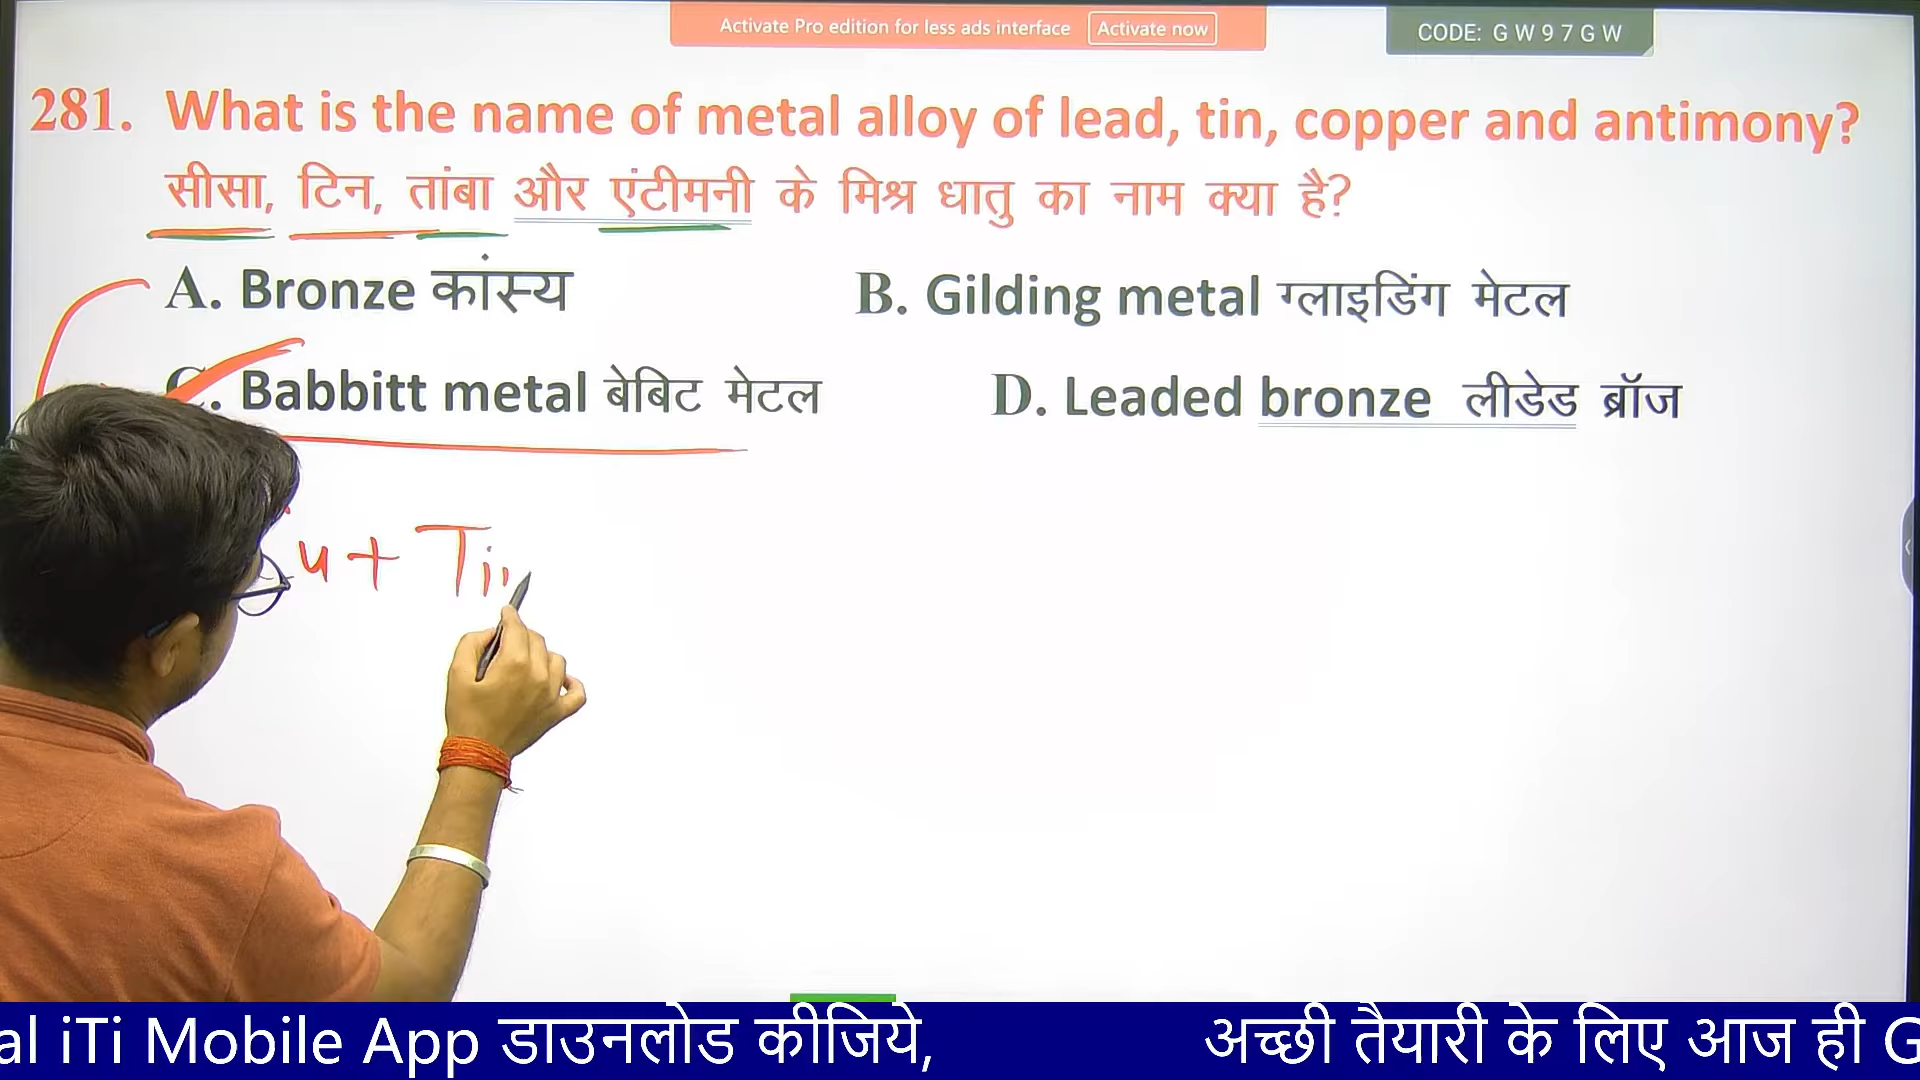 Activate Pro edition for less ads interface Activate now
CODE: G W 9 7 G W
281. What is the name of metal alloy of lead, tin, copper and antimony?
सीसा, टिन, तांबा और एंटीमनी के मिश्र धातु का नाम क्या है?
A. Bronze कांस्य B. Gilding metal ग्लाइडिंग मेटल
C. Babbitt metal बेबिट मेटल D. Leaded bronze लीडेड ब्रॉज
u + Tin
al iTi Mobile App डाउनलोड कीजिये, अच्छी तैयारी के लिए आज ही G